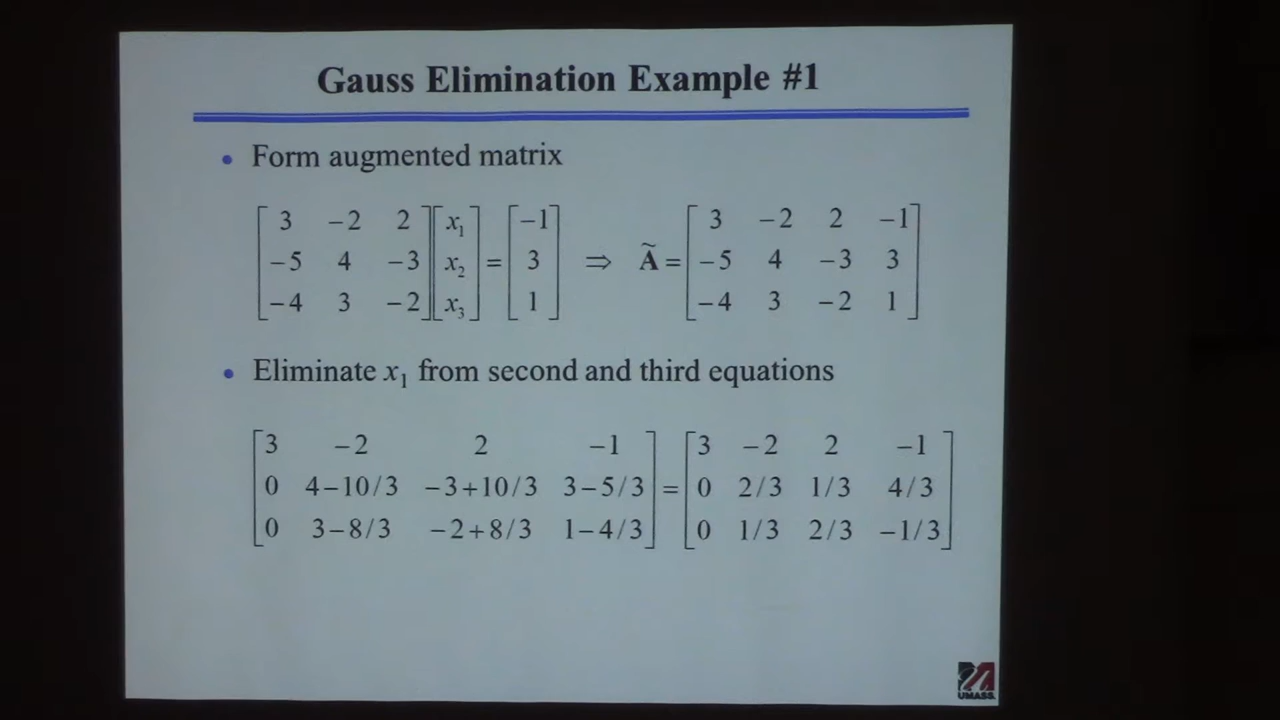 Gauss Elimination Example #1
• Form augmented matrix
[3 −2 2; −5 4 −3; −4 3 −2][x₁; x₂; x₃] = [−1; 3; 1] ⇒ Ã = [3 −2 2 −1; −5 4 −3 3; −4 3 −2 1]
• Eliminate x₁ from second and third equations
[3 −2 2 −1; 0 4−10/3 −3+10/3 3−5/3; 0 3−8/3 −2+8/3 1−4/3] = [3 −2 2 −1; 0 2/3 1/3 4/3; 0 1/3 2/3 −1/3]
UMASS